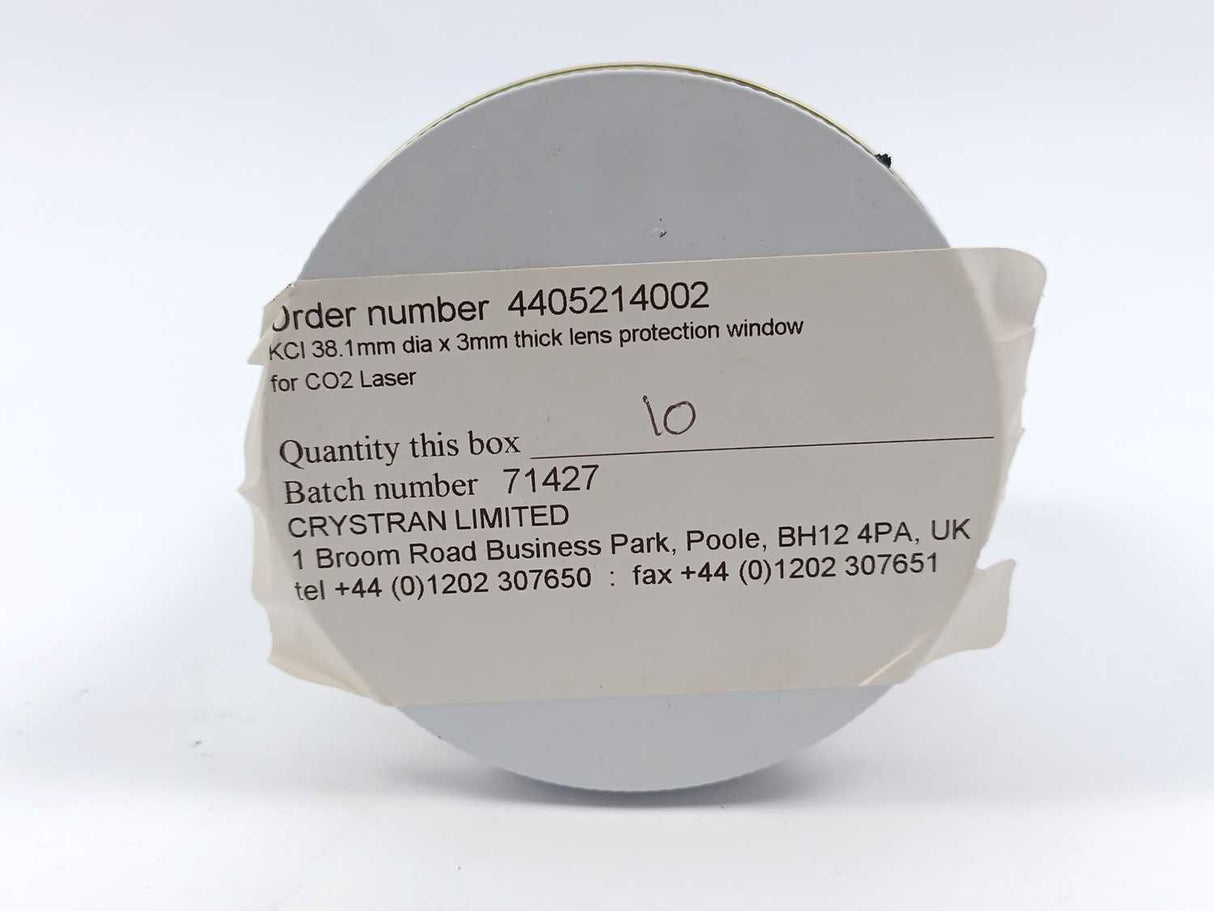 Order number 4405214002
KCl 38.1mm dia x 3mm thick lens protection window
for CO2 Laser
Quantity this box 10
Batch number 71427
CRYSTRAN LIMITED
1 Broom Road Business Park, Poole, BH12 4PA, UK
tel +44 (0)1202 307650 : fax +44 (0)1202 307651